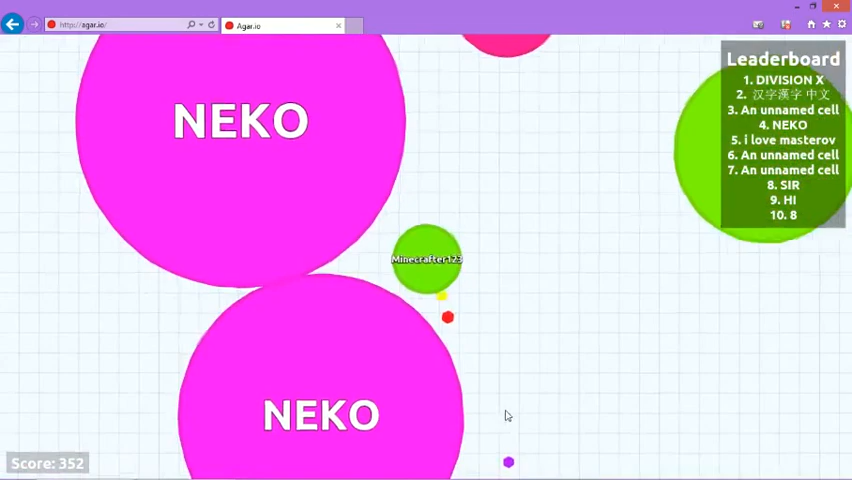 http://agar.io/
Agar.io
NEKO
Minecrafter123
NEKO
Leaderboard
1. DIVISION X
2. 汉字漢字 中文
3. An unnamed cell
4. NEKO
5. i love masterov
6. An unnamed cell
7. An unnamed cell
8. SIR
9. HI
10. 8
Score: 352